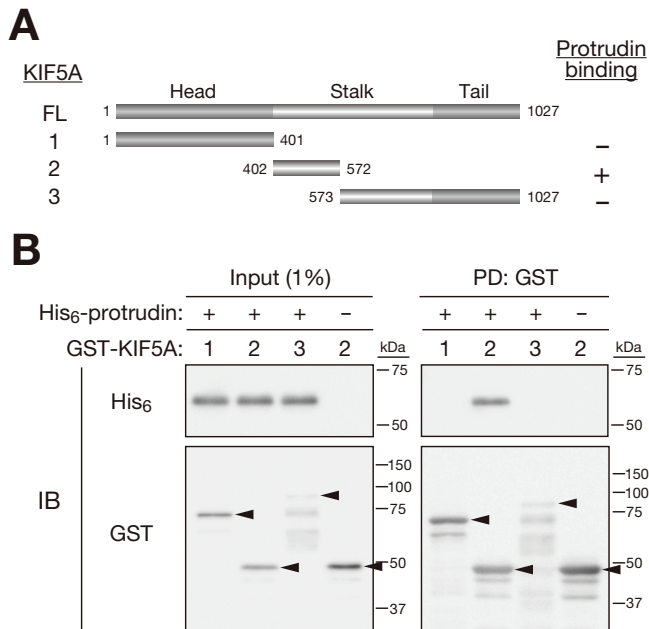 A
KIF5A
Protrudin
binding
Head Stalk Tail
FL 1 1027
1 1 401 –
2 402 572 +
3 573 1027 –
B
Input (1%) PD: GST
His6-protrudin: + + + – + + + –
GST-KIF5A: 1 2 3 2 kDa 1 2 3 2 kDa
IB
His6
75
50
75
50
GST
150
100
75
50
37
150
100
75
50
37